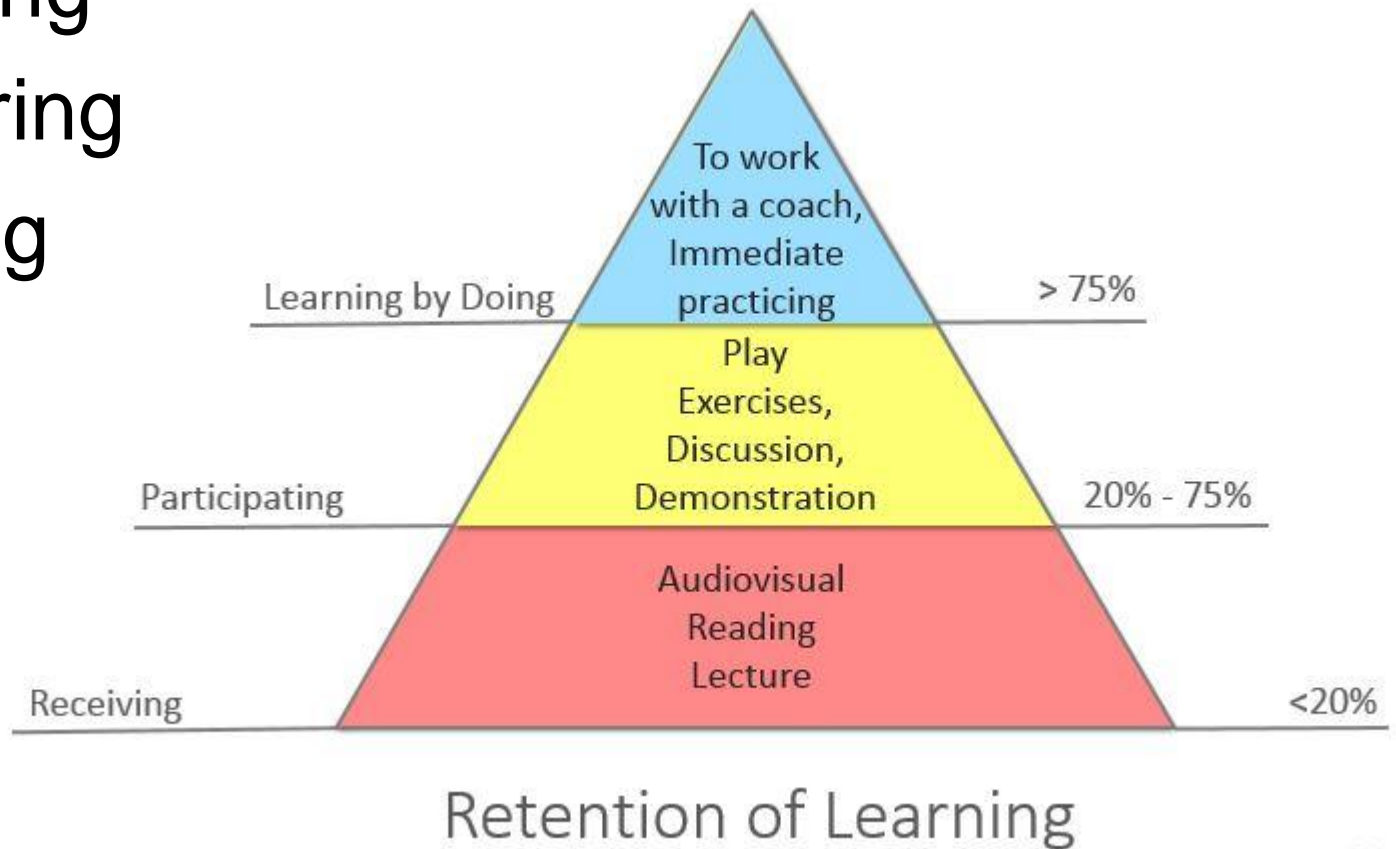 ng
ring
g
To work
with a coach,
Immediate
practicing
Learning by Doing
> 75%
Play
Exercises,
Discussion,
Demonstration
Participating
20% - 75%
Audiovisual
Reading
Lecture
Receiving
<20%
Retention of Learning